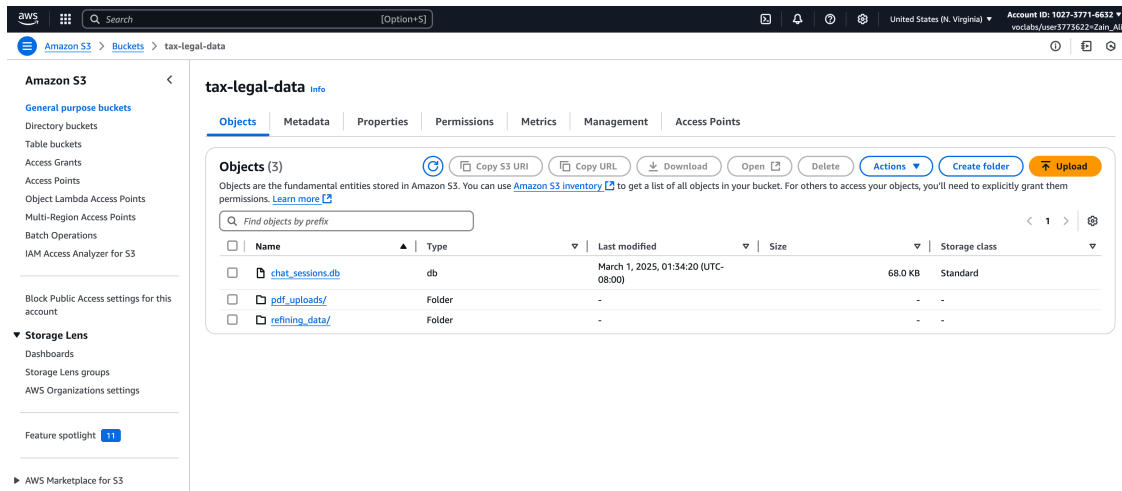 aws
Search [Option+S] United States (N. Virginia) ▼ Account ID: 1027-3771-6632 ▼
voclabs/user3773622=Zain_Ali
Amazon S3 > Buckets > tax-legal-data
Amazon S3
General purpose buckets
Directory buckets
Table buckets
Access Grants
Access Points
Object Lambda Access Points
Multi-Region Access Points
Batch Operations
IAM Access Analyzer for S3
Block Public Access settings for this
account
Storage Lens
Dashboards
Storage Lens groups
AWS Organizations settings
Feature spotlight 11
AWS Marketplace for S3
tax-legal-data Info
Objects Metadata Properties Permissions Metrics Management Access Points
Objects (3) Copy S3 URI Copy URL Download Open Delete Actions ▼ Create folder Upload
Objects are the fundamental entities stored in Amazon S3. You can use Amazon S3 inventory to get a list of all objects in your bucket. For others to access your objects, you'll need to explicitly grant them
permissions. Learn more
Find objects by prefix < 1 >
Name ▲ Type Last modified Size Storage class
chat_sessions.db db March 1, 2025, 01:34:20 (UTC-
08:00) 68.0 KB Standard
pdf_uploads/ Folder - - -
refining_data/ Folder - - -